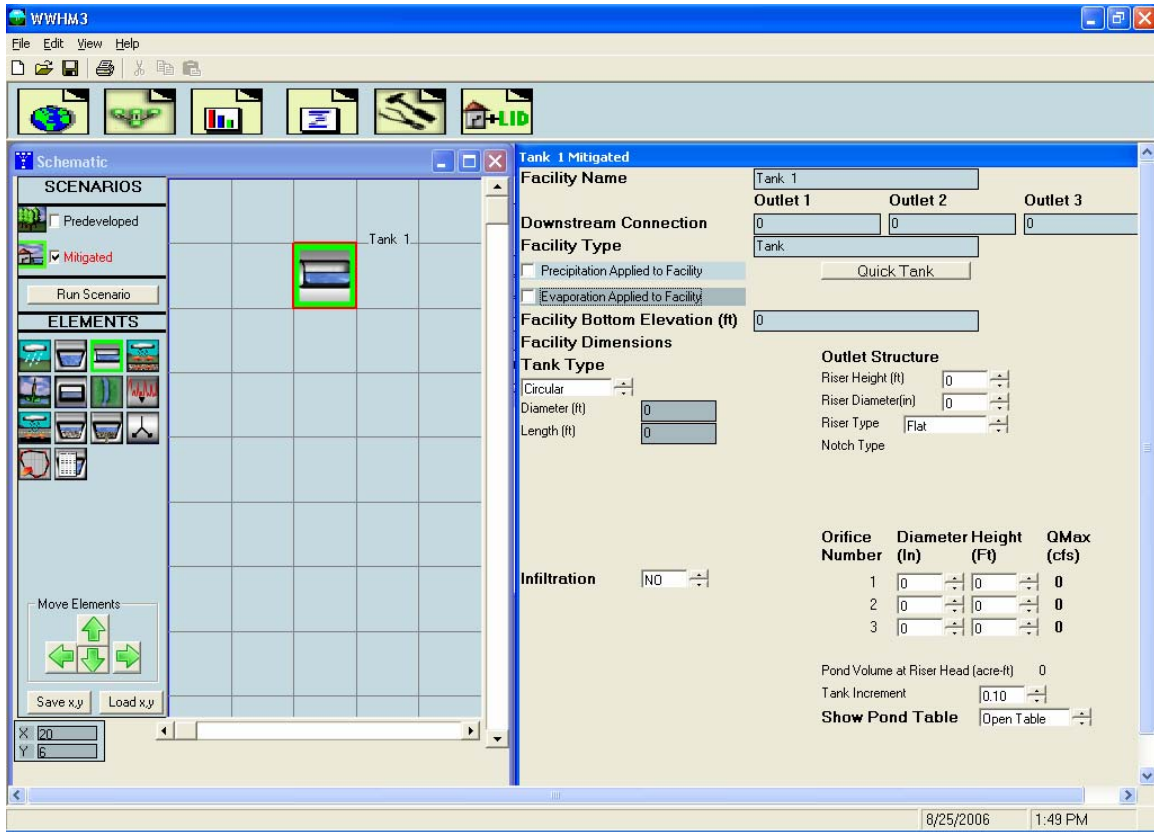 WWHM3
File Edit View Help
+LID
Schematic
SCENARIOS
Predeveloped
Mitigated
Run Scenario
ELEMENTS
Move Elements
Save x,y Load x,y
X 20
Y 6
Tank 1
Tank 1 Mitigated
Facility Name Tank 1
Outlet 1 Outlet 2 Outlet 3
Downstream Connection 0 0 0
Facility Type Tank
Precipitation Applied to Facility Quick Tank
Evaporation Applied to Facility
Facility Bottom Elevation (ft) 0
Facility Dimensions
Tank Type
Circular
Diameter (ft) 0
Length (ft) 0
Infiltration NO
Outlet Structure
Riser Height (ft) 0
Riser Diameter(in) 0
Riser Type Flat
Notch Type
Orifice Diameter Height QMax
Number (In) (Ft) (cfs)
1 0 0 0
2 0 0 0
3 0 0 0
Pond Volume at Riser Head (acre-ft) 0
Tank Increment 0.10
Show Pond Table Open Table
8/25/2006 1:49 PM